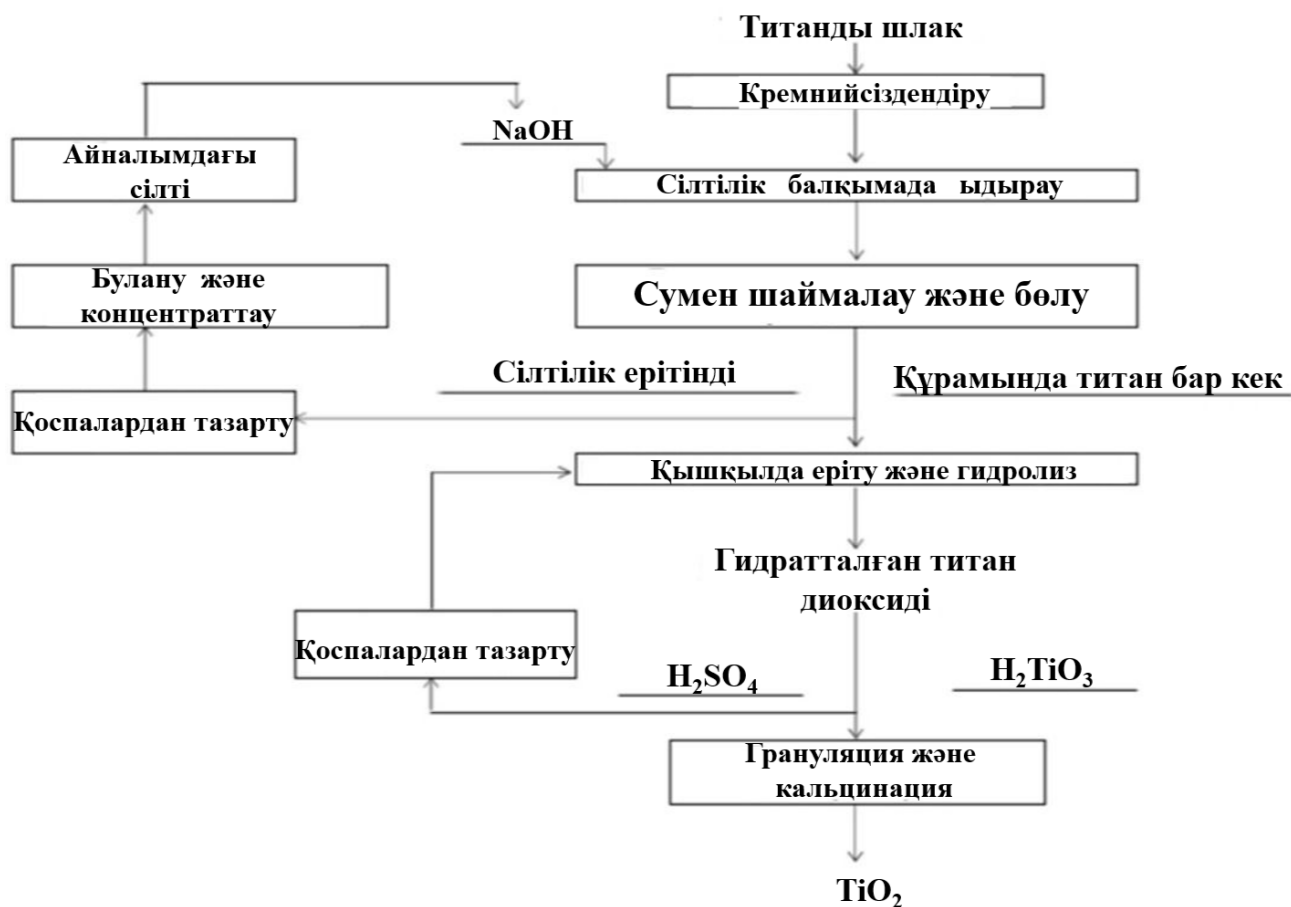 Титанды шлак
Кремнийсіздендіру
NaOH
Айналымдағы
сілті
Сілтілік балқымада ыдырау
Булану және
концентраттау
Сумен шаймалау және бөлу
Сілтілік ерітінді
Құрамында титан бар кек
Қоспалардан тазарту
Қышқылда еріту және гидролиз
Гидратталған титан
диоксиді
Қоспалардан тазарту
H₂SO₄
H₂TiO₃
Грануляция және
кальцинация
TiO₂